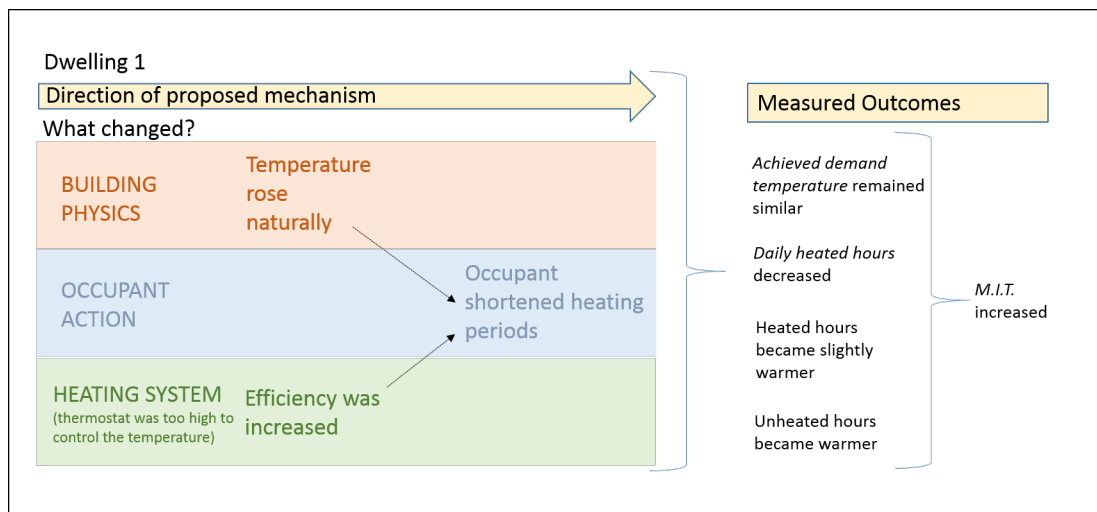 Dwelling 1
Direction of proposed mechanism
What changed?
BUILDING
PHYSICS
Temperature
rose
naturally
OCCUPANT
ACTION
Occupant
shortened heating
periods
HEATING SYSTEM
(thermostat was too high to
control the temperature)
Efficiency was
increased
Measured Outcomes
Achieved demand
temperature remained
similar
Daily heated hours
decreased
Heated hours
became slightly
warmer
Unheated hours
became warmer
M.I.T.
increased